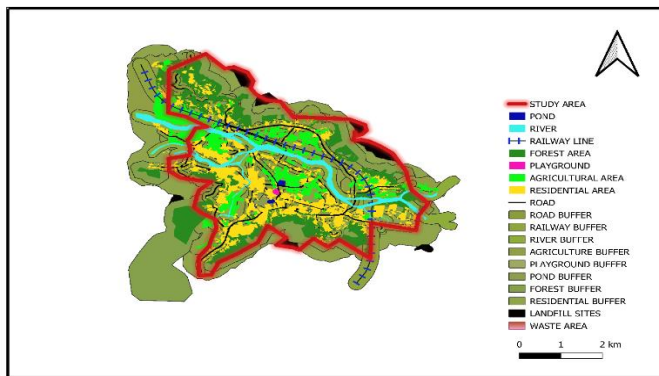 STUDY AREA
POND
RIVER
RAILWAY LINE
FOREST AREA
PLAYGROUND
AGRICULTURAL AREA
RESIDENTIAL AREA
ROAD
ROAD BUFFER
RAILWAY BUFFER
RIVER BUFFER
AGRICULTURE BUFFER
PLAYGROUND BUFFER
POND BUFFER
FOREST BUFFER
RESIDENTIAL BUFFER
LANDFILL SITES
WASTE AREA
0 1 2 km